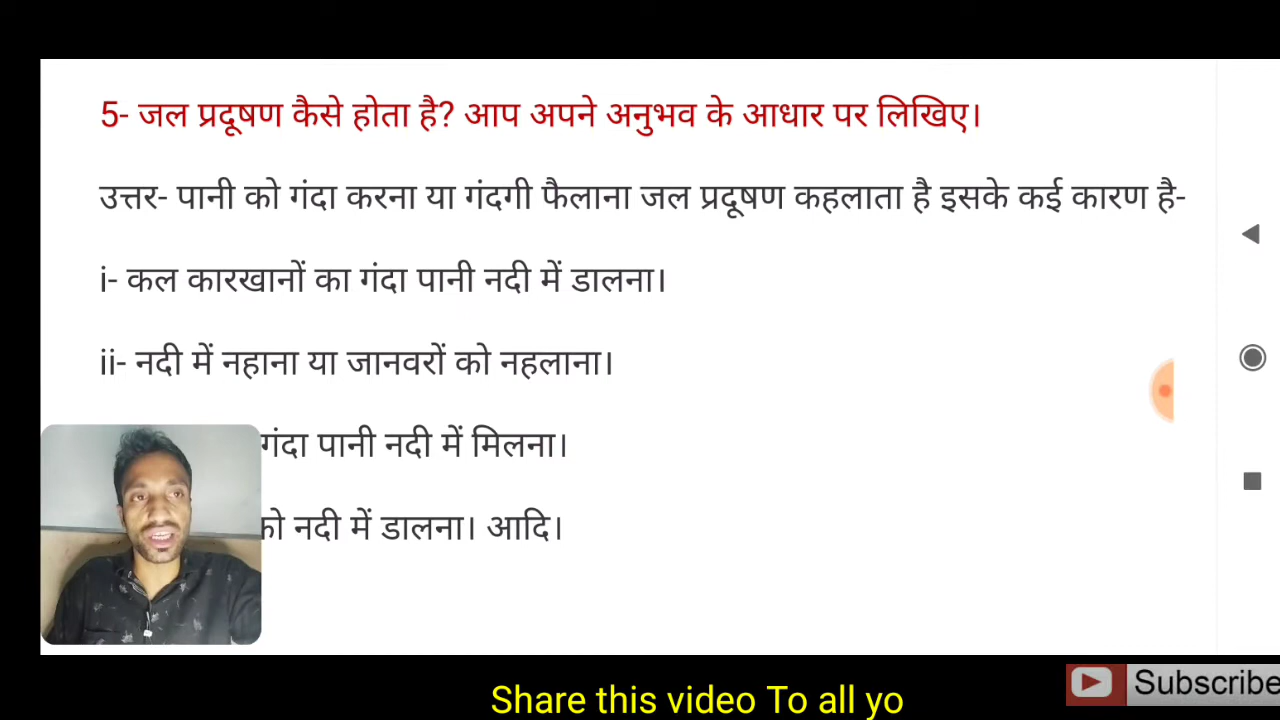 5- जल प्रदूषण कैसे होता है? आप अपने अनुभव के आधार पर लिखिए।
उत्तर- पानी को गंदा करना या गंदगी फैलाना जल प्रदूषण कहलाता है इसके कई कारण है-
i- कल कारखानों का गंदा पानी नदी में डालना।
ii- नदी में नहाना या जानवरों को नहलाना।
गंदा पानी नदी में मिलना।
को नदी में डालना। आदि।
Share this video To all yo
Subscribe